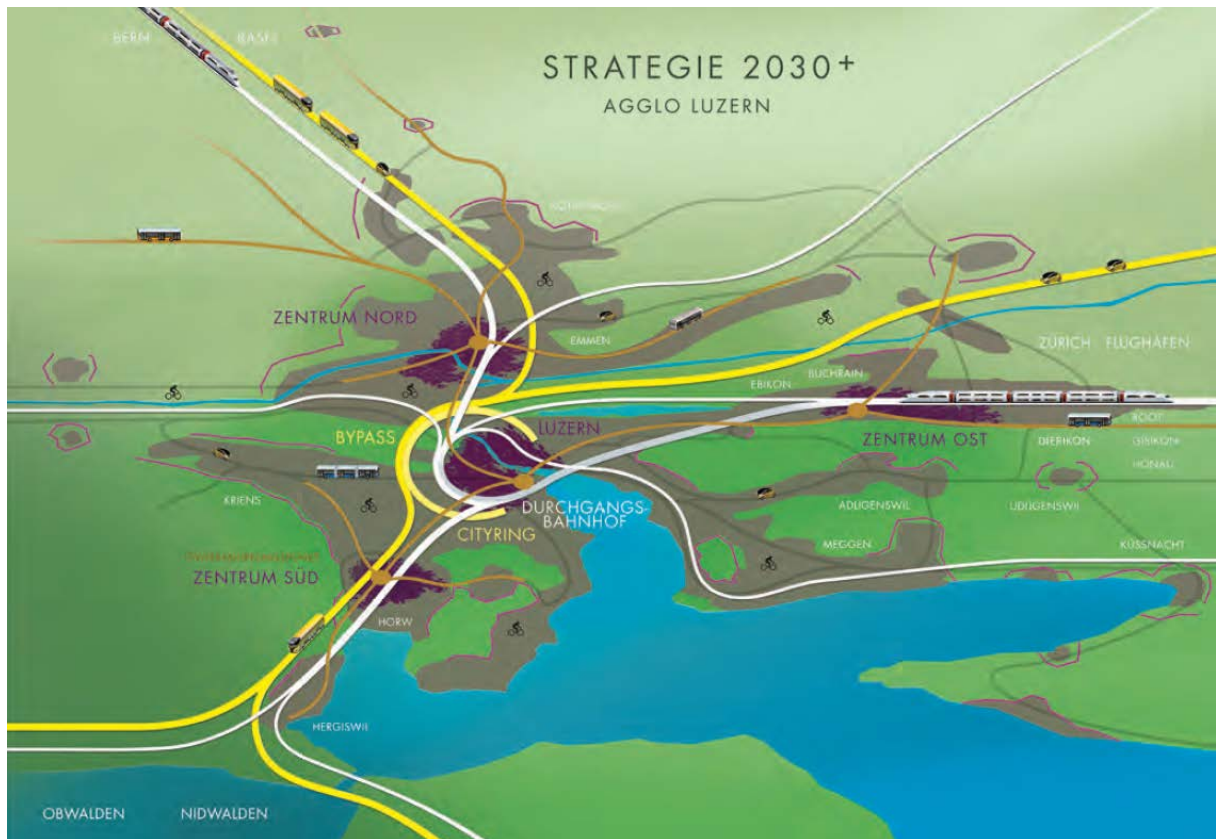 BERN
BASEL
STRATEGIE 2030+
AGGLO LUZERN
ZENTRUM NORD
EMMEN
ZÜRICH FLUGHAFEN
BUCHRAIN
EBIKON
BYPASS
LUZERN
ZENTRUM OST
DIERIKON
ROOT
GISIKON
HONAU
KRIENS
DURCHGANGS-
BAHNHOF
ADLIGENSWIL
UDLIGENSWIL
CITYRING
MEGGEN
KÜSSNACHT
ZENTRUM SÜD
HORW
HERGISWIL
OBWALDEN
NIDWALDEN